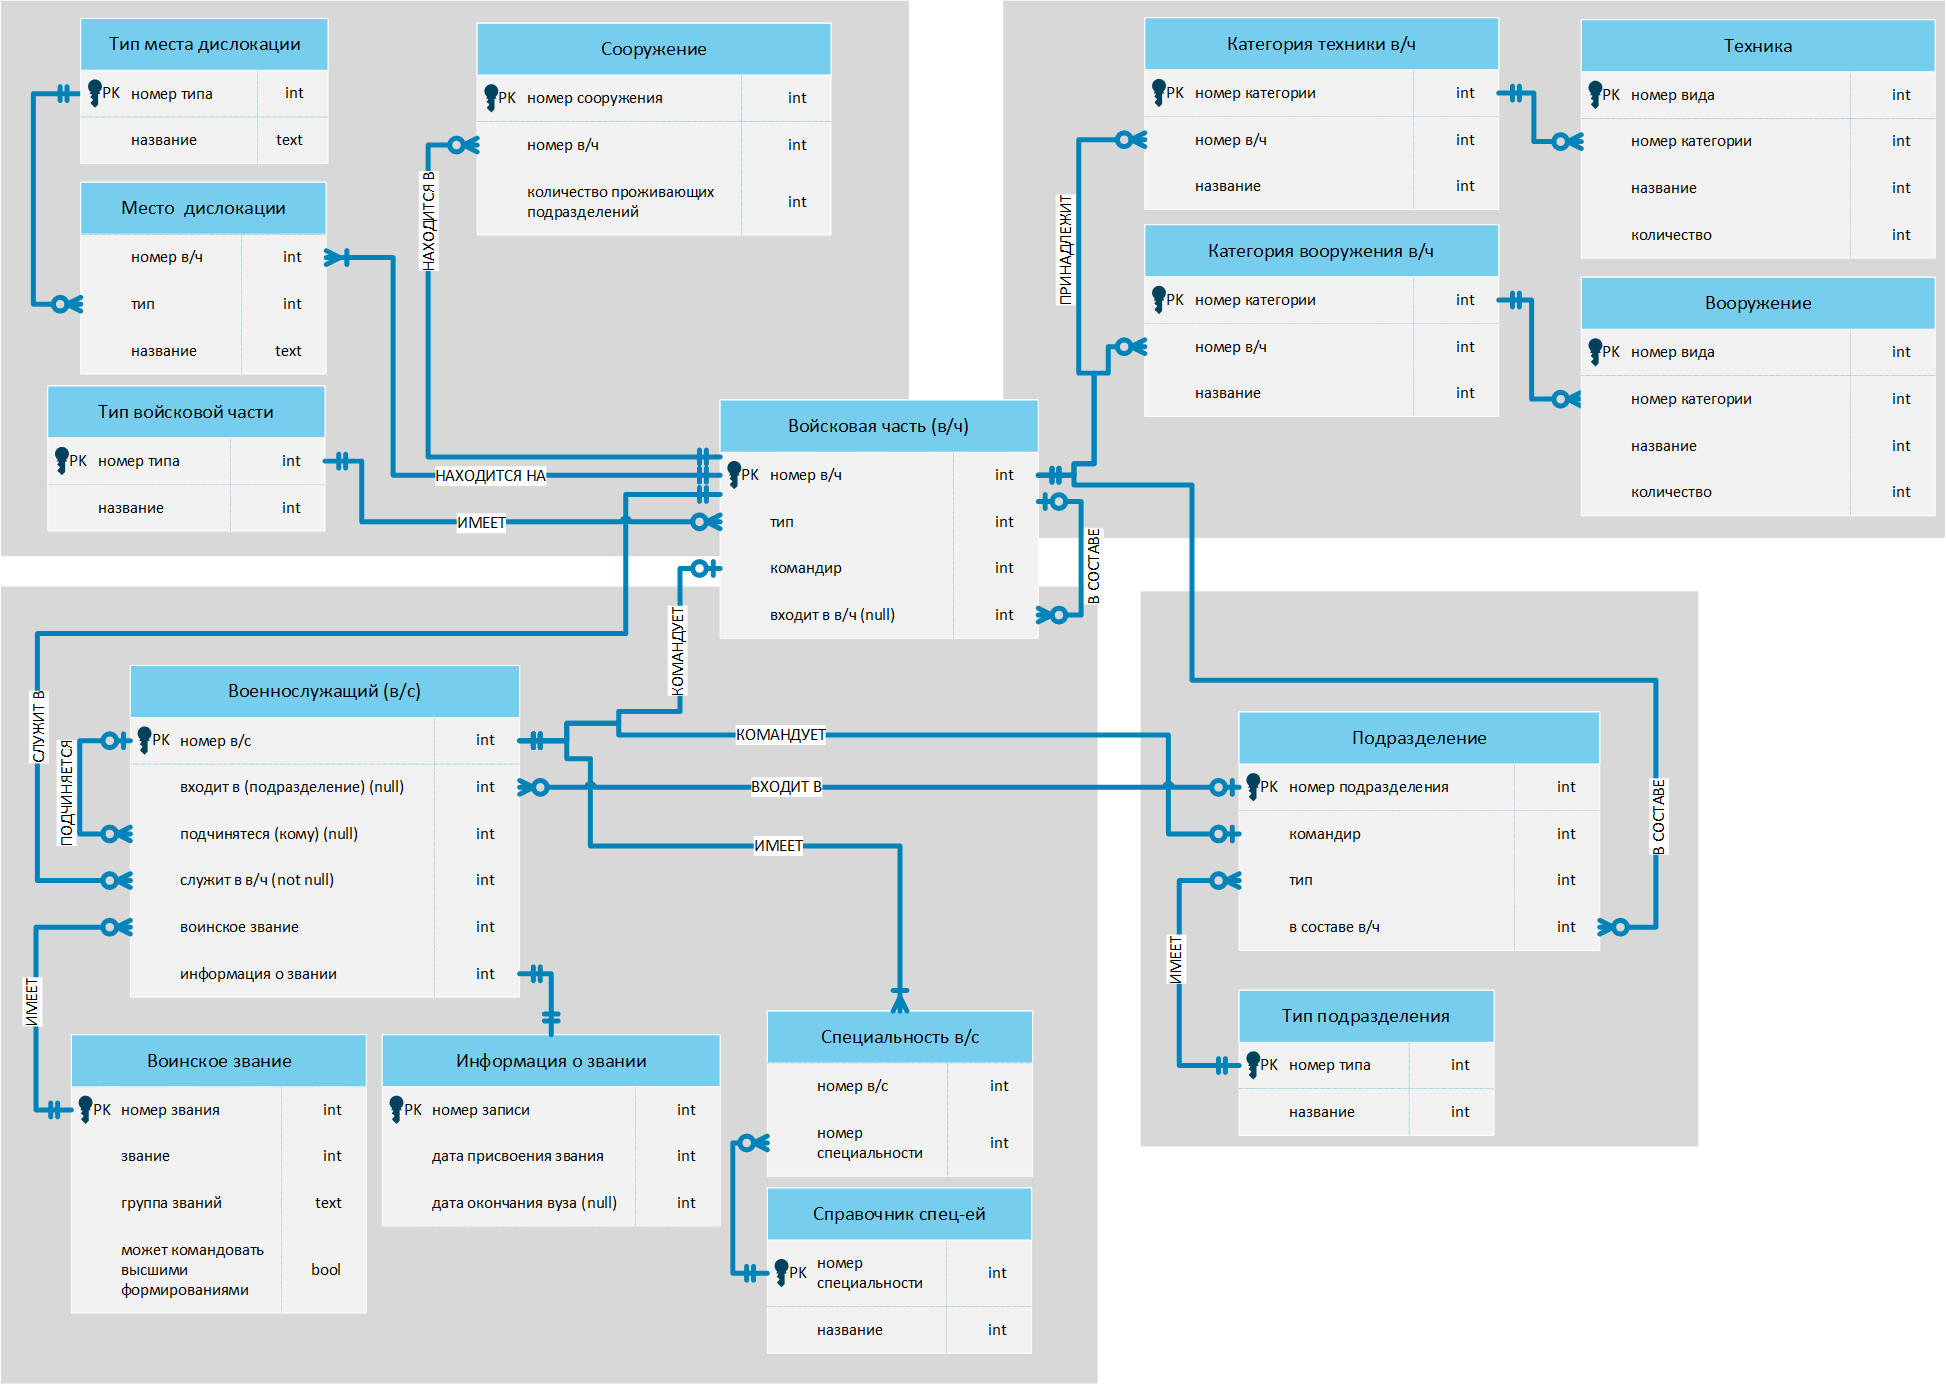 Тип места дислокации
PK номер типа int
название text
Место дислокации
номер в/ч int
тип int
название text
Тип войсковой части
PK номер типа int
название int
Сооружение
PK номер сооружения int
номер в/ч int
количество проживающих
подразделений int
НАХОДИТСЯ В
НАХОДИТСЯ НА
ИМЕЕТ
Войсковая часть (в/ч)
PK номер в/ч int
тип int
командир int
входит в в/ч (null) int
В СОСТАВЕ
КОМАНДУЕТ
ПРИНАДЛЕЖИТ
Категория техники в/ч
PK номер категории int
номер в/ч int
название int
Категория вооружения в/ч
PK номер категории int
номер в/ч int
название int
Техника
PK номер вида int
номер категории int
название int
количество int
Вооружение
PK номер вида int
номер категории int
название int
количество int
Военнослужащий (в/с)
PK номер в/с int
входит в (подразделение) (null) int
подчинятеся (кому) (null) int
служит в в/ч (not null) int
воинское звание int
информация о звании int
СЛУЖИТ В
ПОДЧИНЯЕТСЯ
ИМЕЕТ
КОМАНДУЕТ
ВХОДИТ В
ИМЕЕТ
Воинское звание
PK номер звания int
звание int
группа званий text
может командовать
высшими bool
формированиями
Информация о звании
PK номер записи int
дата присвоения звания int
дата окончания вуза (null) int
Специальность в/с
номер в/с int
номер
специальности int
Справочник спец-ей
PK номер
специальности int
название int
Подразделение
PK номер подразделения int
командир int
тип int
в составе в/ч int
В СОСТАВЕ
ИМЕЕТ
Тип подразделения
PK номер типа int
название int